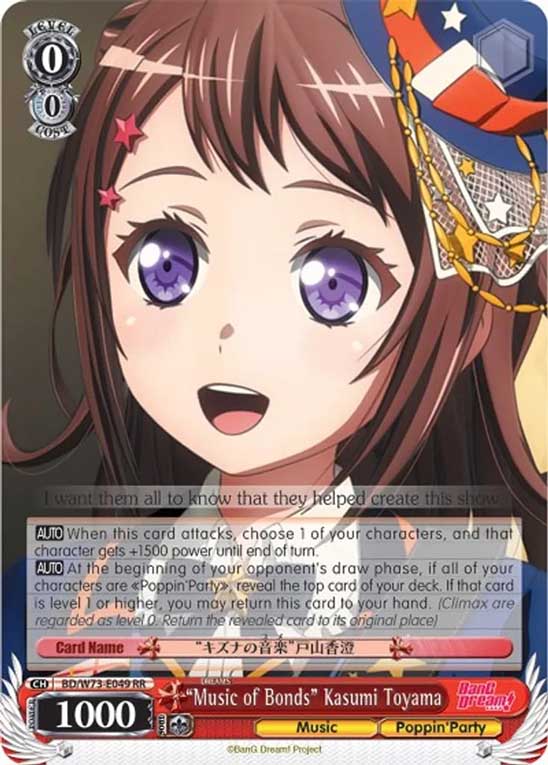 LEVEL
0
0
COST
I want them all to know that they helped create this show.
AUTO When this card attacks, choose 1 of your characters, and that
character gets +1500 power until end of turn.
AUTO At the beginning of your opponent's draw phase, if all of your
characters are «Poppin'Party», reveal the top card of your deck. If that card
is level 1 or higher, you may return this card to your hand. (Climax are
regarded as level 0. Return the revealed card to its original place)
Card Name
“キズナの音楽”戸山香澄
CH BD/W73-E049 RR
POWER
1000
SOUL
“Music of Bonds” Kasumi Toyama
BanG Dream!
Music
Poppin'Party
©BanG Dream! Project